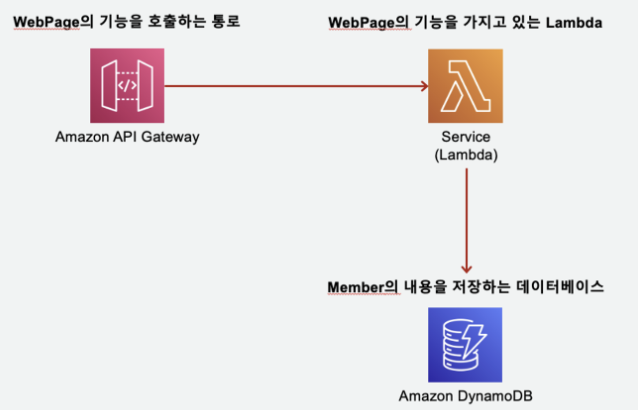 WebPage의 기능을 호출하는 통로
WebPage의 기능을 가지고 있는 Lambda
</>
Amazon API Gateway
Service
(Lambda)
Member의 내용을 저장하는 데이터베이스
Amazon DynamoDB